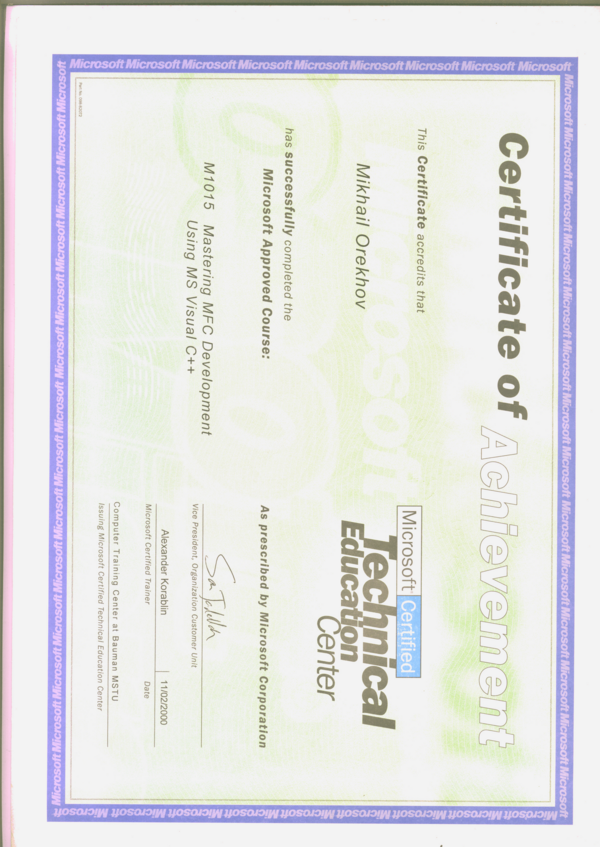 Microsoft Microsoft Microsoft Microsoft Microsoft Microsoft Microsoft Microsoft Microsoft
Certificate of Achievement
This Certificate accredits that
Mikhail Orekhov
has successfully completed the
Microsoft Approved Course:
M1015 Mastering MFC Development
Using MS Visual C++
Microsoft Certified
Technical
Education
Center
As prescribed by Microsoft Corporation
Vice President, Organization Customer Unit
Alexander Korablin 11/02/2000
Microsoft Certified Trainer Date
Computer Training Center at Bauman MSTU
Issuing Microsoft Certified Technical Education Center